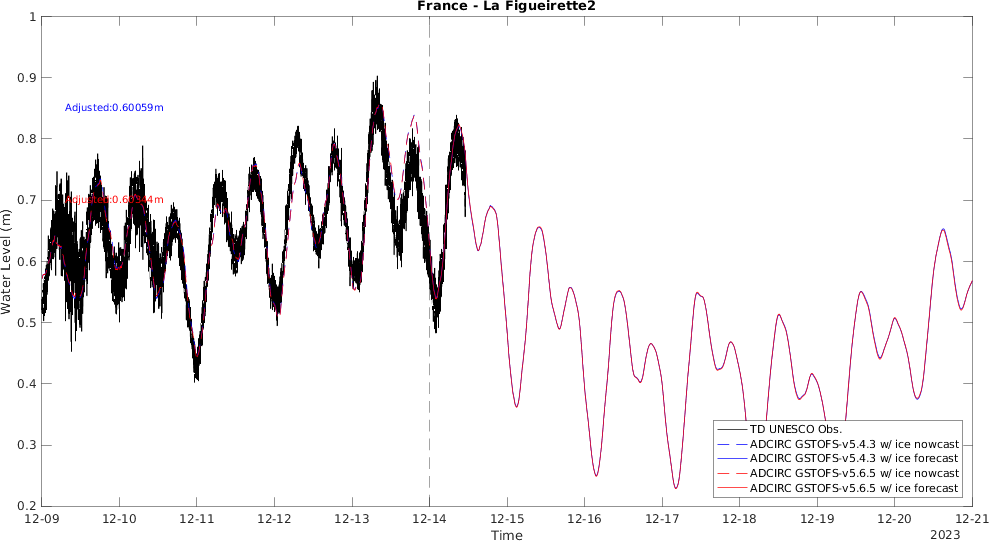 France - La Figueirette2
Water Level (m)
1
0.9
0.8
0.7
0.6
0.5
0.4
0.3
0.2
Adjusted:0.60059m
12-09
12-10
12-11
12-12
12-13
12-14
12-15
12-16
12-17
12-18
12-19
12-20
12-21
2023
Time
TD UNESCO Obs.
ADCIRC GSTOFS-v5.4.3 w/ ice nowcast
ADCIRC GSTOFS-v5.4.3 w/ ice forecast
ADCIRC GSTOFS-v5.6.5 w/ ice nowcast
ADCIRC GSTOFS-v5.6.5 w/ ice forecast